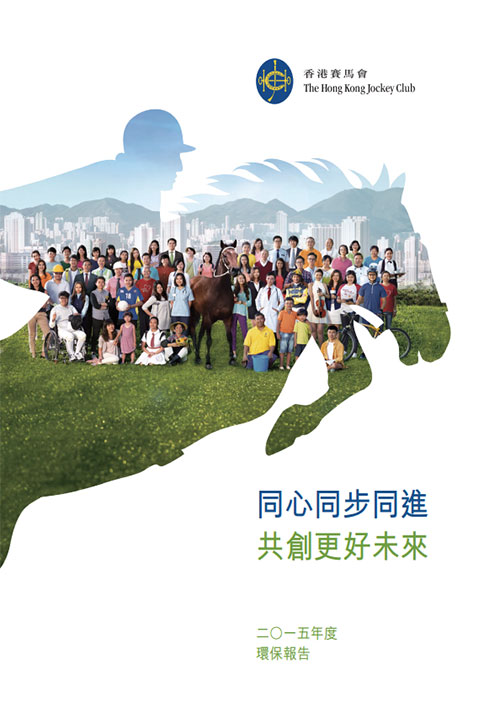 香港賽馬會
The Hong Kong Jockey Club
同心同步同進
共創更好未來
二〇一五年度
環保報告